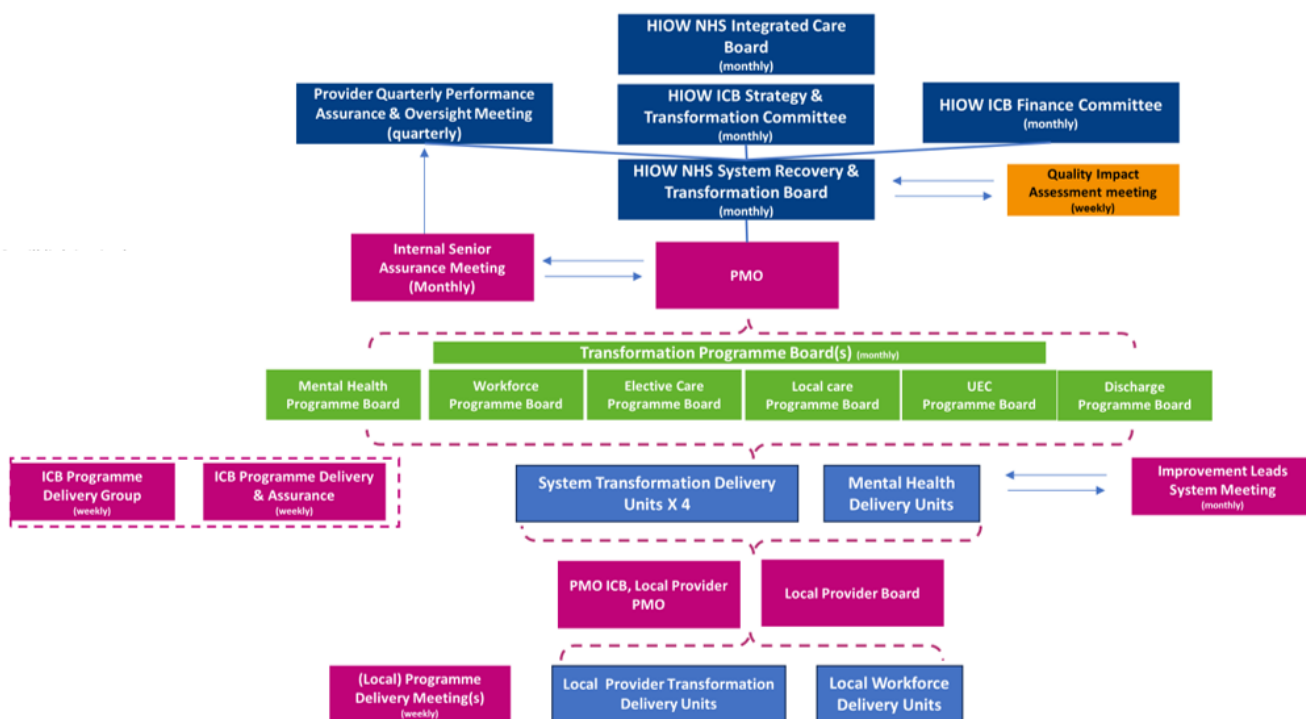 HIOW NHS Integrated Care
Board
(monthly)
Provider Quarterly Performance
Assurance & Oversight Meeting
(quarterly)
HIOW ICB Strategy &
Transformation Committee
(monthly)
HIOW ICB Finance Committee
(monthly)
HIOW NHS System Recovery &
Transformation Board
(monthly)
Quality Impact
Assessment meeting
(weekly)
Internal Senior
Assurance Meeting
(Monthly)
PMO
Transformation Programme Board(s) (monthly)
Mental Health
Programme Board
Workforce
Programme Board
Elective Care
Programme Board
Local care
Programme Board
UEC
Programme Board
Discharge
Programme Board
ICB Programme
Delivery Group
(weekly)
ICB Programme Delivery
& Assurance
(weekly)
System Transformation Delivery
Units X 4
Mental Health
Delivery Units
Improvement Leads
System Meeting
(monthly)
PMO ICB, Local Provider
PMO
Local Provider Board
(Local) Programme
Delivery Meeting(s)
(weekly)
Local Provider Transformation
Delivery Units
Local Workforce
Delivery Units